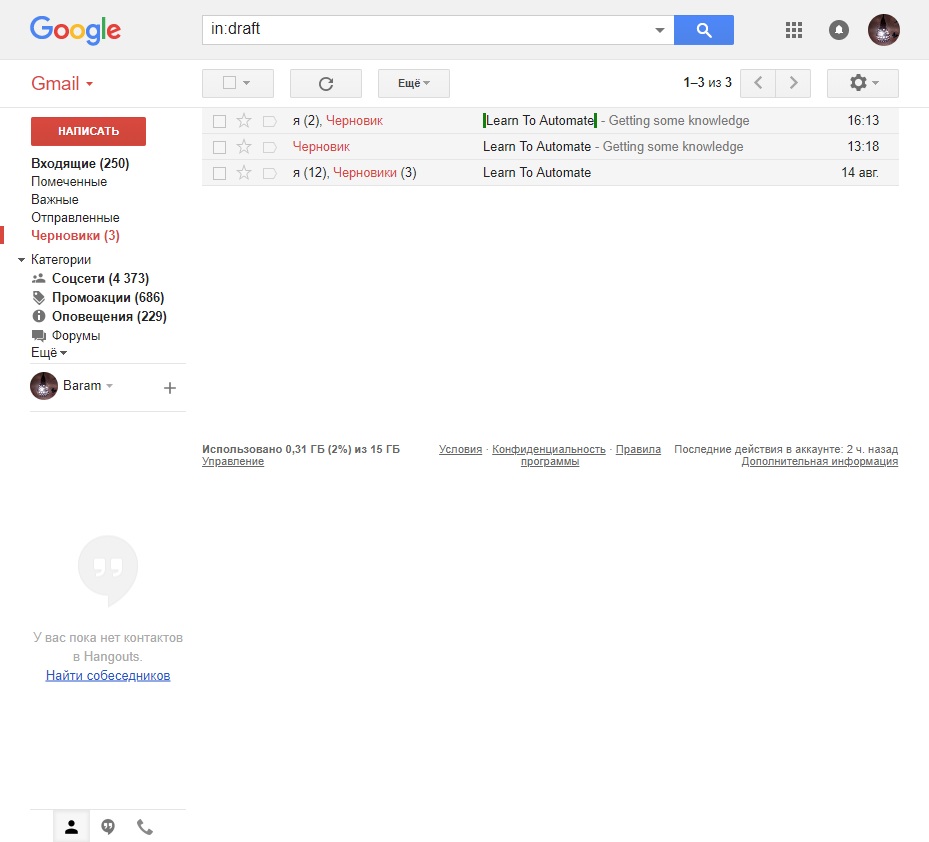 Google
in:draft
Gmail
Ещё
1–3 из 3
НАПИСАТЬ
Входящие (250)
Помеченные
Важные
Отправленные
Черновики (3)
Категории
Соцсети (4 373)
Промоакции (686)
Оповещения (229)
Форумы
Ещё
Baram
я (2), Черновик Learn To Automate - Getting some knowledge 16:13
Черновик Learn To Automate - Getting some knowledge 13:18
я (12), Черновики (3) Learn To Automate 14 авг.
Использовано 0,31 ГБ (2%) из 15 ГБ
Управление
Условия · Конфиденциальность · Правила
программы
Последние действия в аккаунте: 2 ч. назад
Дополнительная информация
У вас пока нет контактов
в Hangouts.
Найти собеседников